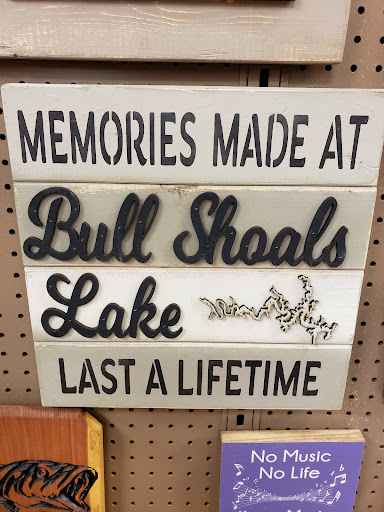 MEMORIES MADE AT
Bull Shoals
Lake
LAST A LIFETIME
No Music
No Life